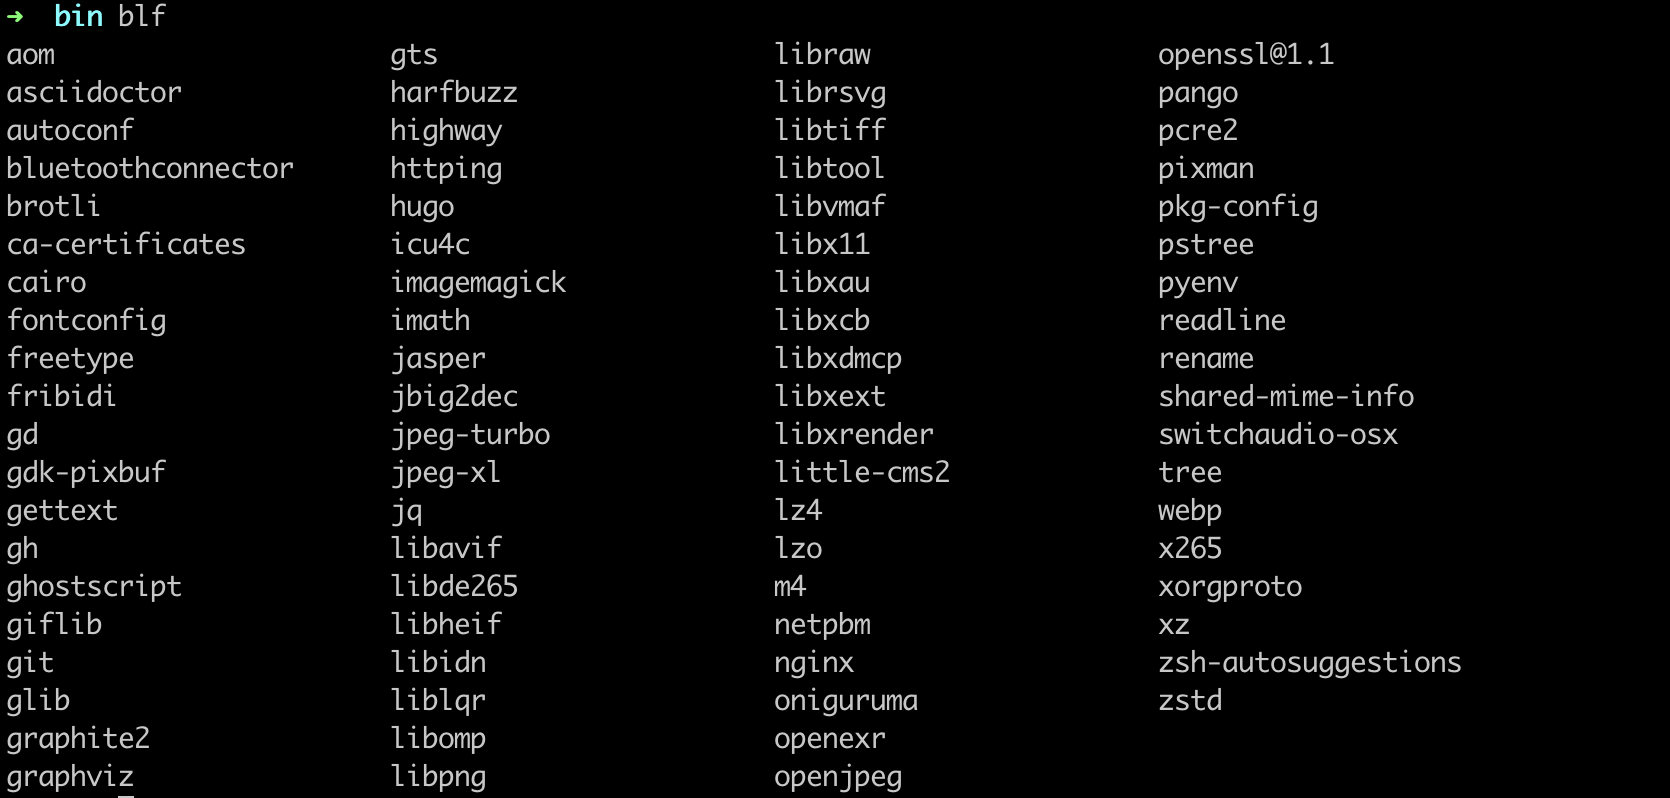 ➜ bin blf
aom gts libraw openssl@1.1
asciidoctor harfbuzz librsvg pango
autoconf highway libtiff pcre2
bluetoothconnector httping libtool pixman
brotli hugo libvmaf pkg-config
ca-certificates icu4c libx11 pstree
cairo imagemagick libxau pyenv
fontconfig imath libxcb readline
freetype jasper libxdmcp rename
fribidi jbig2dec libxext shared-mime-info
gd jpeg-turbo libxrender switchaudio-osx
gdk-pixbuf jpeg-xl little-cms2 tree
gettext jq lz4 webp
gh libavif lzo x265
ghostscript libde265 m4 xorgproto
giflib libheif netpbm xz
git libidn nginx zsh-autosuggestions
glib liblqr oniguruma zstd
graphite2 libomp openexr
graphviz libpng openjpeg